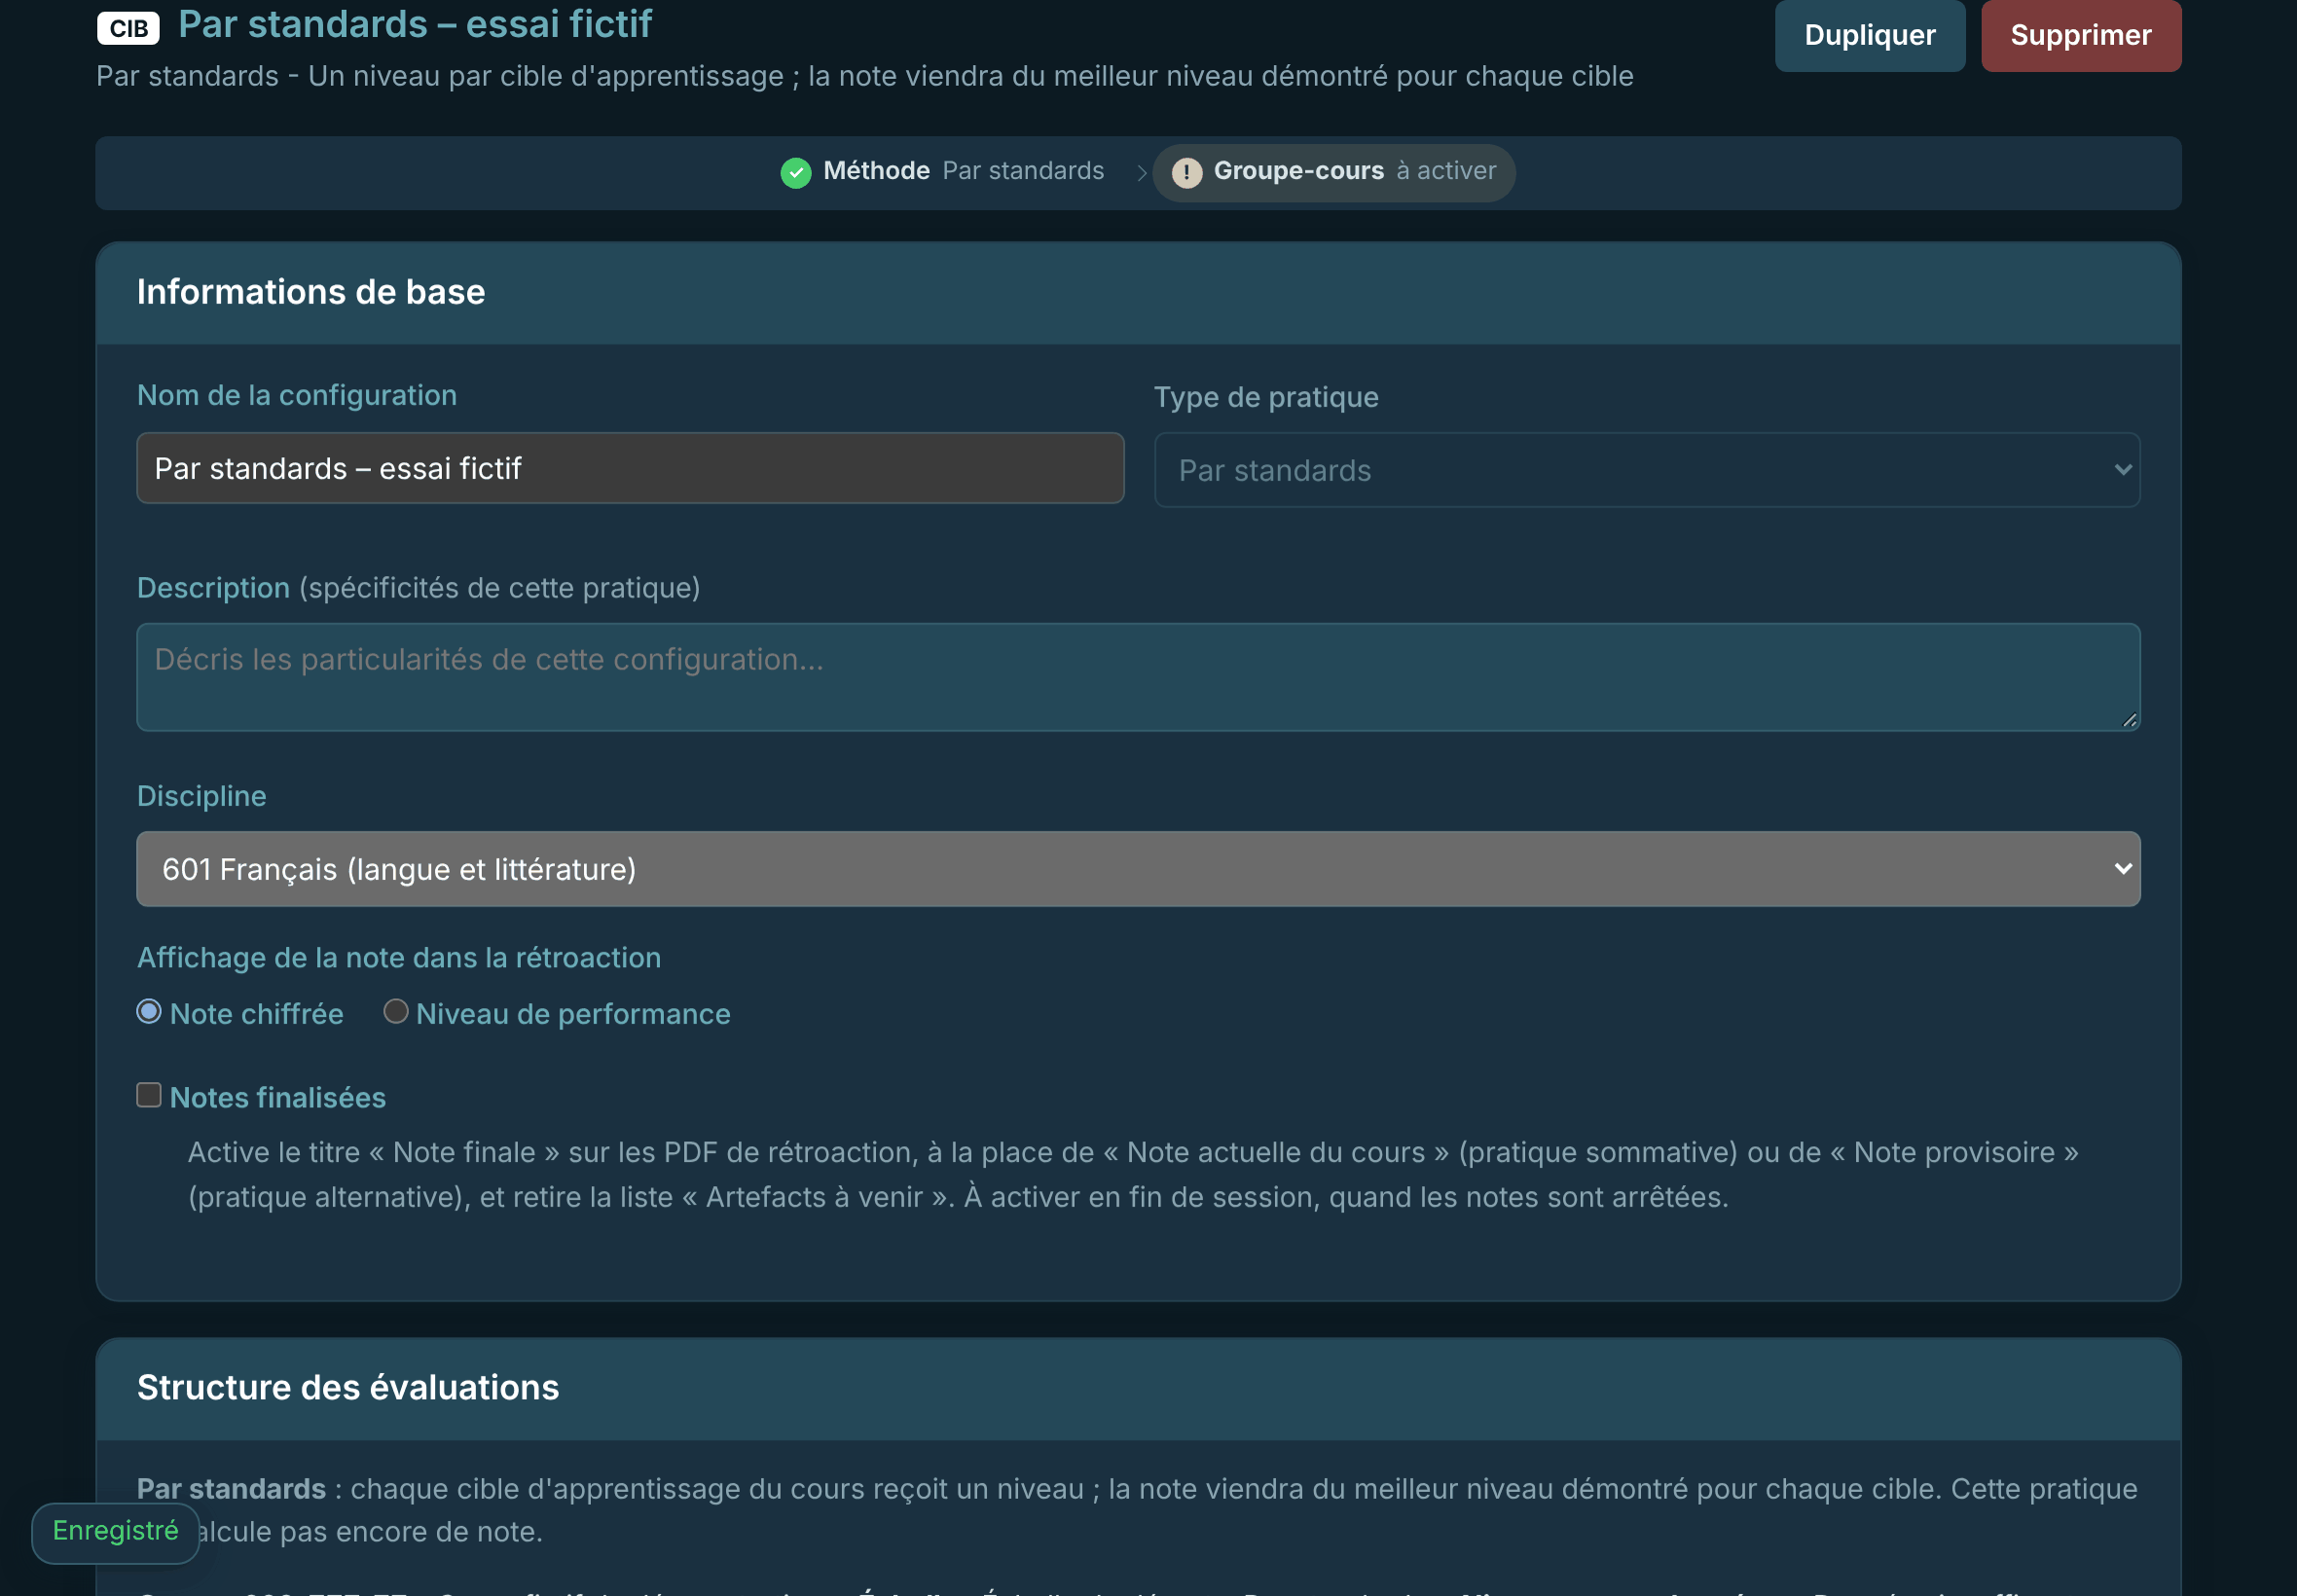 CIB Par standards – essai fictif
Dupliquer
Supprimer
Par standards - Un niveau par cible d'apprentissage ; la note viendra du meilleur niveau démontré pour chaque cible
Méthode Par standards
Groupe-cours à activer
Informations de base
Nom de la configuration
Type de pratique
Par standards – essai fictif
Par standards
Description (spécificités de cette pratique)
Décris les particularités de cette configuration...
Discipline
601 Français (langue et littérature)
Affichage de la note dans la rétroaction
Note chiffrée
Niveau de performance
Notes finalisées
Active le titre « Note finale » sur les PDF de rétroaction, à la place de « Note actuelle du cours » (pratique sommative) ou de « Note provisoire »
(pratique alternative), et retire la liste « Artefacts à venir ». À activer en fin de session, quand les notes sont arrêtées.
Structure des évaluations
Par standards : chaque cible d'apprentissage du cours reçoit un niveau ; la note viendra du meilleur niveau démontré pour chaque cible. Cette pratique
alcule pas encore de note.
Enregistré